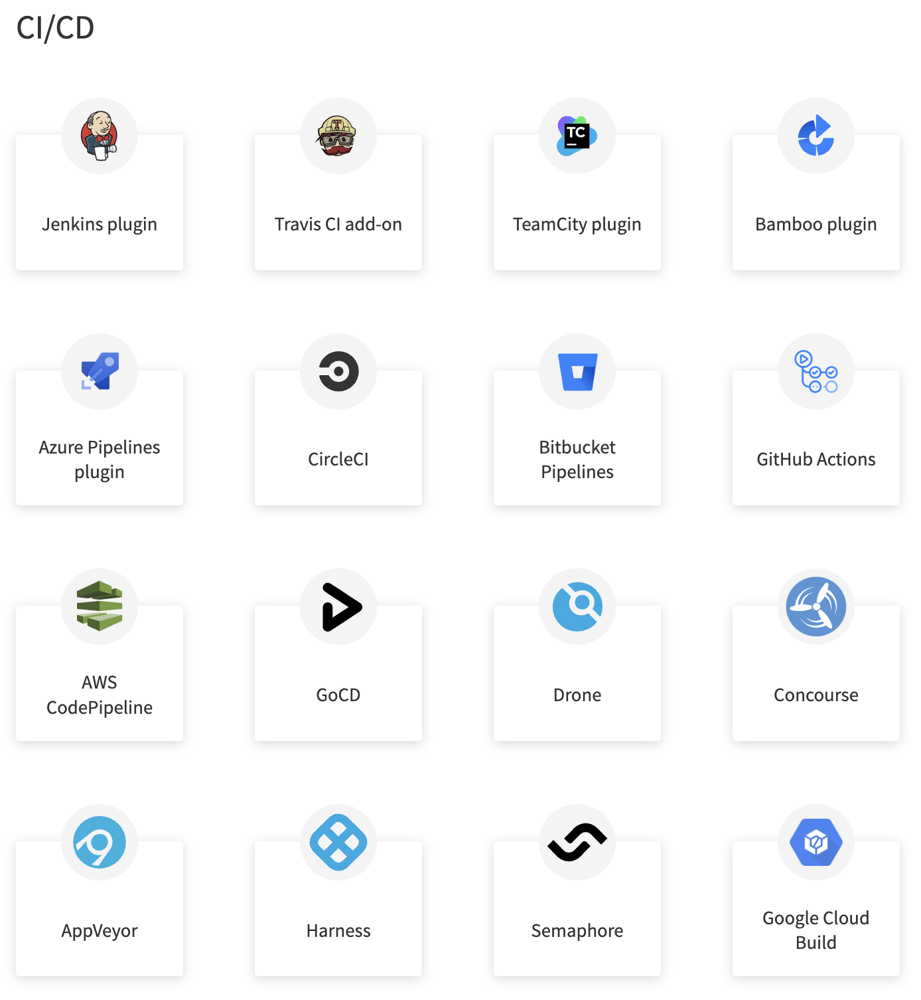 CI/CD
T
TC
Jenkins plugin
Travis CI add-on
TeamCity plugin
Bamboo plugin
Azure Pipelines
plugin
CircleCI
Bitbucket
Pipelines
GitHub Actions
AWS
CodePipeline
GoCD
Drone
Concourse
AppVeyor
Harness
Semaphore
Google Cloud
Build